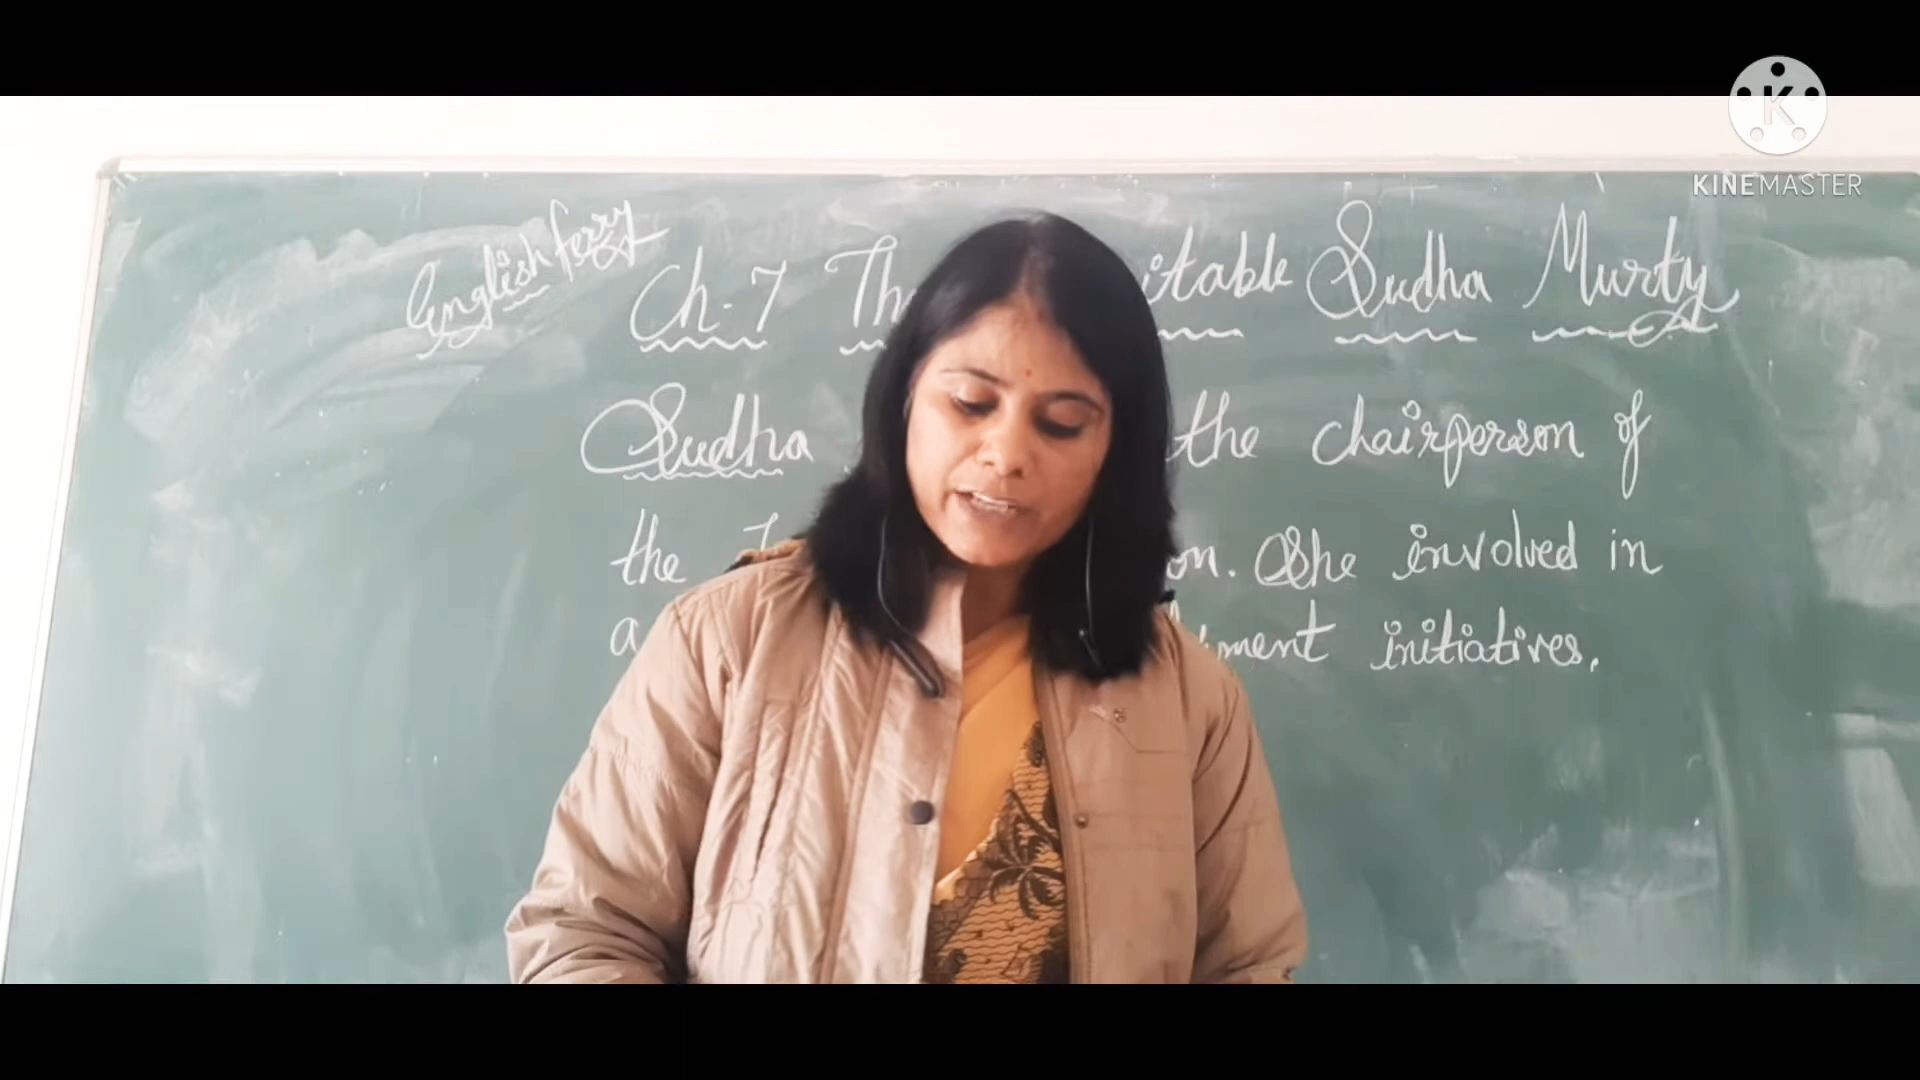 English ferry
Ch-7 Th itable Sudha Murty
Sudha the chairperson of
the on. She involved in
a ment initiatives.
K
KINEMASTER